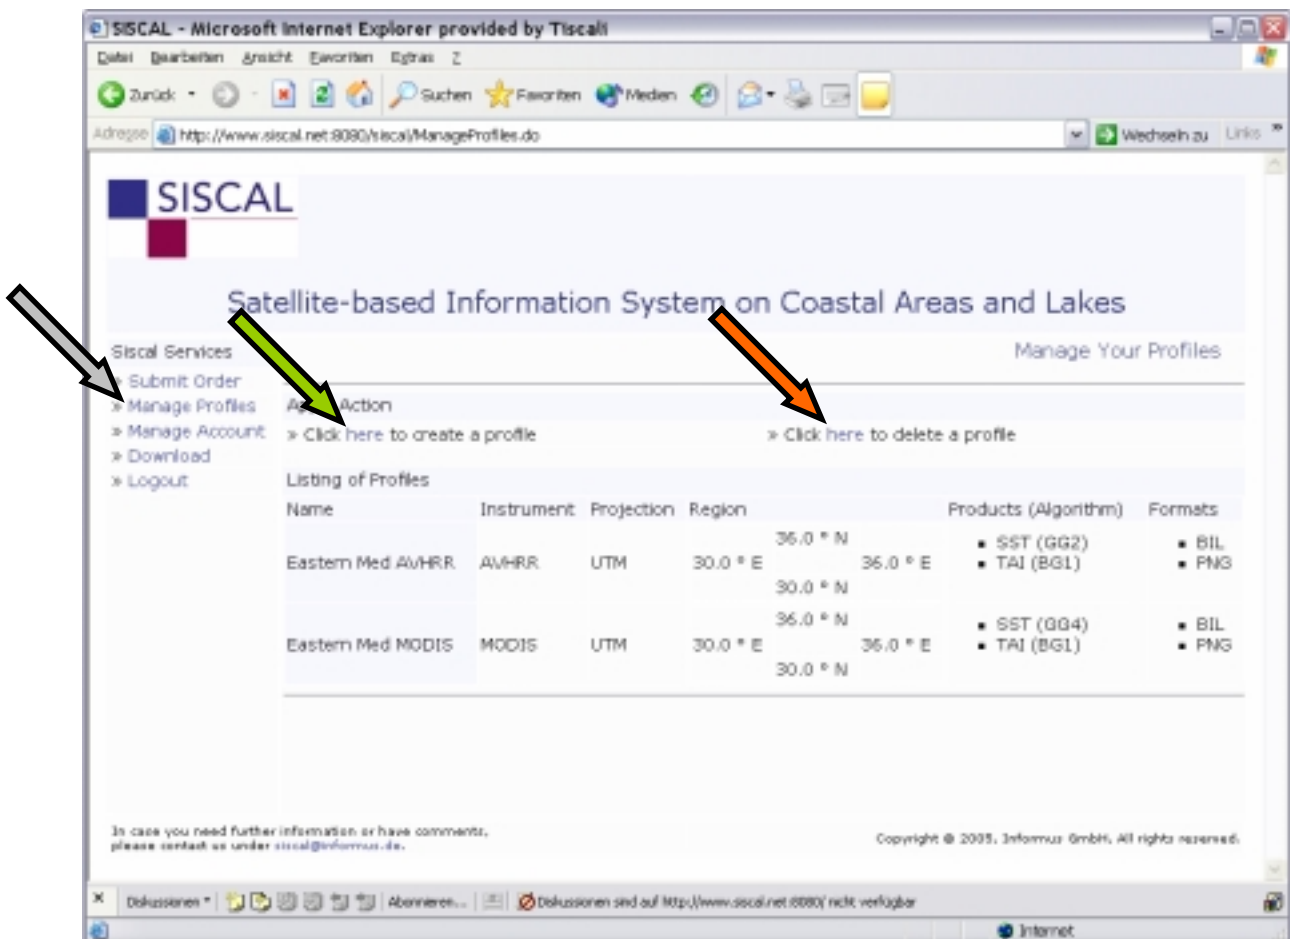 SISCAL - Microsoft Internet Explorer provided by Tiscali
Datei Bearbeiten Ansicht Favoriten Extras ?
Zurück Suchen Favoriten Medien
Adresse http://www.siscal.net:8080/siscal/ManageProfiles.do Wechseln zu Links »
SISCAL
Satellite-based Information System on Coastal Areas and Lakes
Siscal Services
» Submit Order
» Manage Profiles
» Manage Account
» Download
» Logout
Manage Your Profiles
Action
» Click here to create a profile » Click here to delete a profile
Listing of Profiles
Name Instrument Projection Region Products (Algorithm) Formats
36.0 ° N
Eastern Med AVHRR AVHRR UTM 30.0 ° E 36.0 ° E
30.0 ° N
▪ SST (GG2)
▪ TAI (BG1)
▪ BIL
▪ PNG
36.0 ° N
Eastern Med MODIS MODIS UTM 30.0 ° E 36.0 ° E
30.0 ° N
▪ SST (GG4)
▪ TAI (BG1)
▪ BIL
▪ PNG
In case you need further information or have comments,
please contact us under siscal@informus.de.
Copyright © 2005, Informus GmbH, All rights reserved.
Diskussionen Abonnieren... Diskussionen sind auf http://www.siscal.net:8080/ nicht verfügbar
Internet